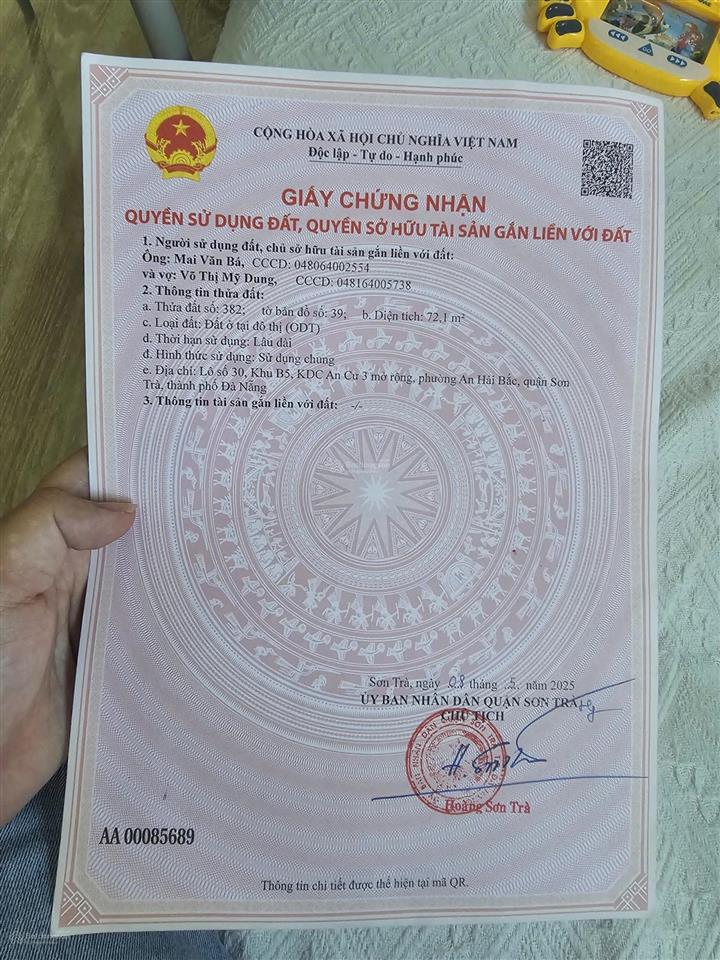 CỘNG HÒA XÃ HỘI CHỦ NGHĨA VIỆT NAM
Độc lập - Tự do - Hạnh phúc
GIẤY CHỨNG NHẬN
QUYỀN SỬ DỤNG ĐẤT, QUYỀN SỞ HỮU TÀI SẢN GẮN LIỀN VỚI ĐẤT
1. Người sử dụng đất, chủ sở hữu tài sản gắn liền với đất:
Ông: Mai Văn Bá, CCCD: 048064002554
và vợ: Võ Thị Mỹ Dung, CCCD: 048164005738
2. Thông tin thửa đất:
a. Thửa đất số: 382; tờ bản đồ số: 39; b. Diện tích: 72,1 m²
c. Loại đất: Đất ở tại đô thị (ODT)
d. Thời hạn sử dụng: Lâu dài
đ. Hình thức sử dụng: Sử dụng chung
e. Địa chỉ: Lô số 30, Khu B5, KDC An Cư 3 mở rộng, phường An Hải Bắc, quận Sơn
Trà, thành phố Đà Nẵng
3. Thông tin tài sản gắn liền với đất: -/-
Sơn Trà, ngày 08 tháng 5 năm 2025
ỦY BAN NHÂN DÂN QUẬN SƠN TRÀ
CHỦ TỊCH
Hoàng Sơn Trà
AA 00085689
Thông tin chi tiết được thể hiện tại mã QR.